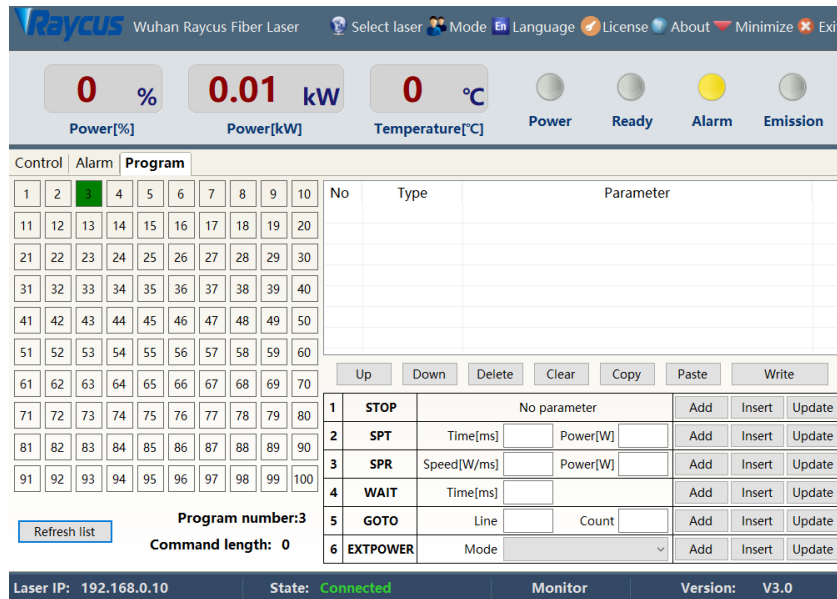 Raycus Wuhan Raycus Fiber Laser Select laser Mode En Language License About Minimize Exi
0 % 0.01 kW 0 ℃
Power[%] Power[kW] Temperature[℃] Power Ready Alarm Emission
Control Alarm Program
1 2 3 4 5 6 7 8 9 10 No Type Parameter
11 12 13 14 15 16 17 18 19 20
21 22 23 24 25 26 27 28 29 30
31 32 33 34 35 36 37 38 39 40
41 42 43 44 45 46 47 48 49 50
51 52 53 54 55 56 57 58 59 60
61 62 63 64 65 66 67 68 69 70
71 72 73 74 75 76 77 78 79 80
81 82 83 84 85 86 87 88 89 90
91 92 93 94 95 96 97 98 99 100
Refresh list
Program number:3
Command length: 0
Up Down Delete Clear Copy Paste Write
1 STOP No parameter Add Insert Update
2 SPT Time[ms] Power[W] Add Insert Update
3 SPR Speed[W/ms] Power[W] Add Insert Update
4 WAIT Time[ms] Add Insert Update
5 GOTO Line Count Add Insert Update
6 EXTPOWER Mode Add Insert Update
Laser IP: 192.168.0.10 State: Connected Monitor Version: V3.0